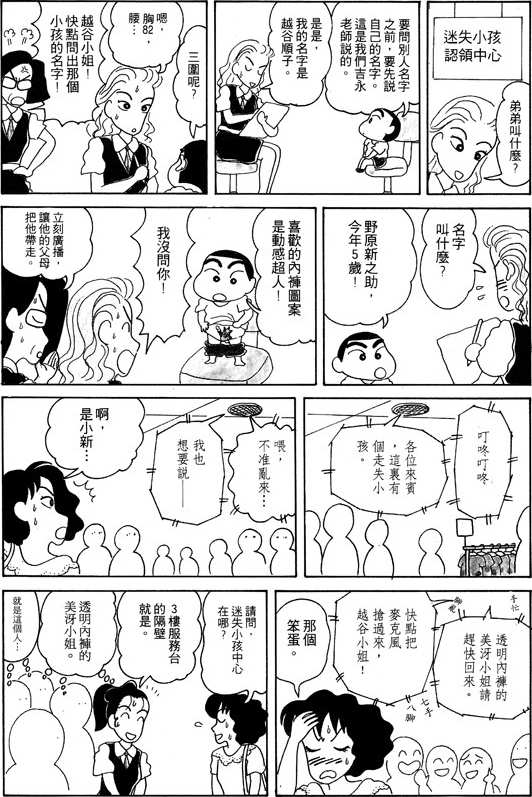 迷失小孩
認領中心
弟弟叫什麼?
要問別人名字
之前,要先說
自己的名字。
這是我們吉永
老師說的。
是是,
我的名字是
越谷順子。
三圍呢?
嗯,
胸82,
腰…
越谷小姐!
快點問出那個
小孩的名字!
名字
叫什麼?
野原新之助,
今年5歲!
喜歡的內褲圖案
是動感超人!
我沒問你!
立刻廣播,
讓他的父母
把他帶走。
叮咚叮咚
各位來賓
,這裏有
個走失小
孩。
喂,
不准亂來…
我也
想要說—
啊,
是小新…
手忙
透明內褲的
美冴小姐請
趕快回來。
快點把
麥克風
搶過來,
越谷小姐!
七手
八腳
那個
笨蛋。
請問,
迷失小孩中心
在哪?
3樓服務台
的隔壁
就是。
透明內褲的
美冴小姐。
就是這個人…